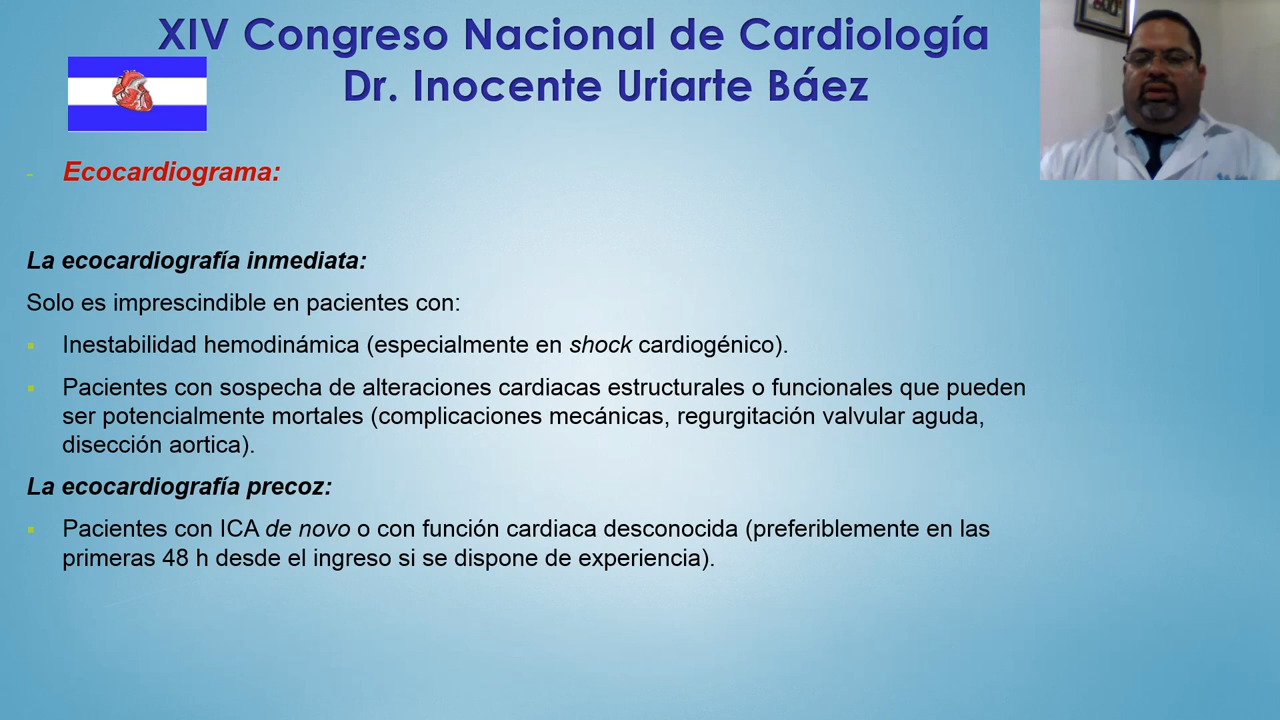 XIV Congreso Nacional de Cardiología
Dr. Inocente Uriarte Báez
- Ecocardiograma:
La ecocardiografía inmediata:
Solo es imprescindible en pacientes con:
▪ Inestabilidad hemodinámica (especialmente en shock cardiogénico).
▪ Pacientes con sospecha de alteraciones cardiacas estructurales o funcionales que pueden
ser potencialmente mortales (complicaciones mecánicas, regurgitación valvular aguda,
disección aortica).
La ecocardiografía precoz:
▪ Pacientes con ICA de novo o con función cardiaca desconocida (preferiblemente en las
primeras 48 h desde el ingreso si se dispone de experiencia).